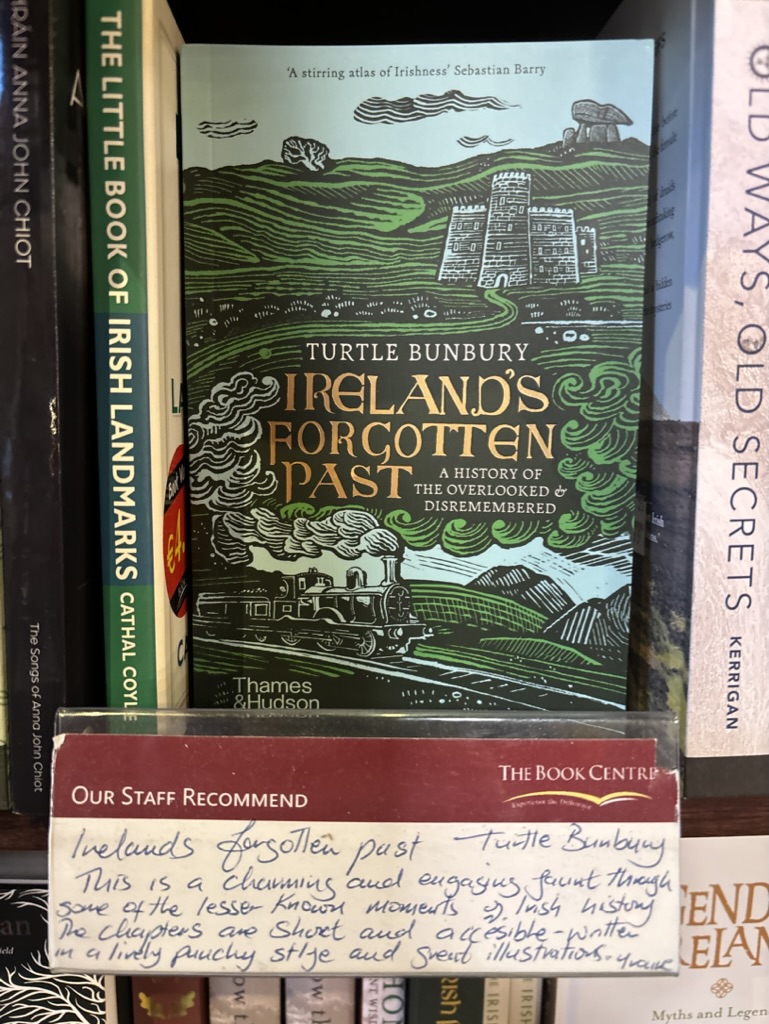 'A stirring atlas of Irishness' Sebastian Barry
TURTLE BUNBURY
IRELAND'S
FORGOTTEN
PAST
A HISTORY OF
THE OVERLOOKED &
DISREMEMBERED
Thames
&Hudson
OUR STAFF RECOMMEND
THE BOOK CENTRE
Irelands forgotten past Turtle Bunbury
This is a charming and engaging jaunt through
some of the lesser known moments of Irish history
The chapters are short and accesible - written
in a lively punchy style and great illustrations.
ANNA JOHN CHIOT
The Songs of Anna John Chiot
THE LITTLE BOOK OF IRISH LANDMARKS CATHAL COYLE
€4.
OLD WAYS, OLD SECRETS KERRIGAN
Myths and Legen